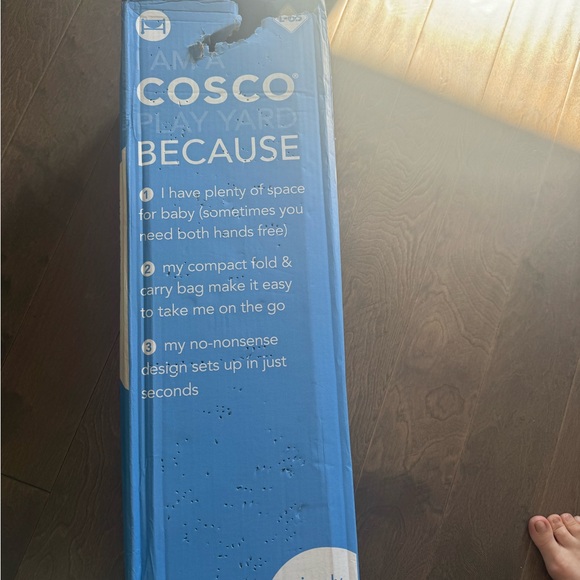 I AM A
COSCO®
PLAY YARD
BECAUSE
1 I have plenty of space
for baby (sometimes you
need both hands free)
2 my compact fold &
carry bag make it easy
to take me on the go
3 my no-nonsense
design sets up in just
seconds